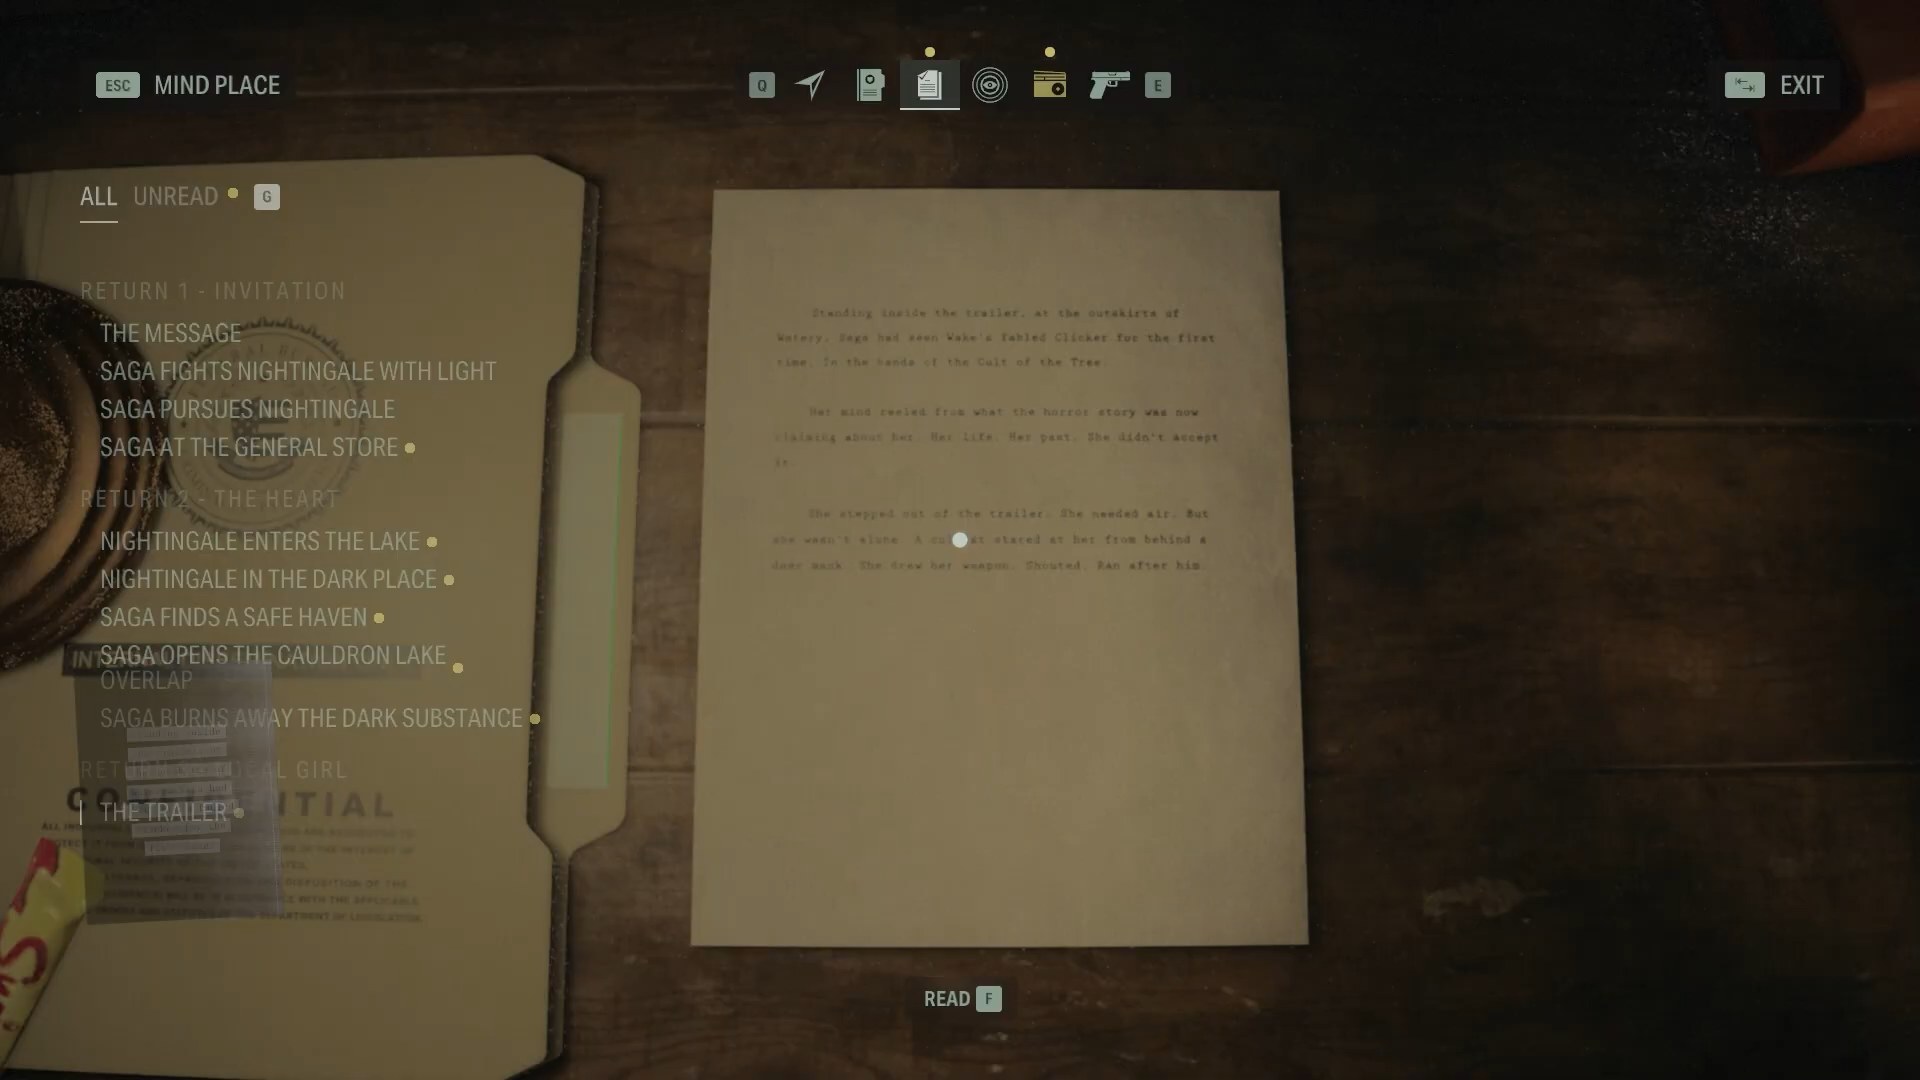 ESC MIND PLACE
Q
E
EXIT
ALL UNREAD G
RETURN 1 - INVITATION
THE MESSAGE
SAGA FIGHTS NIGHTINGALE WITH LIGHT
SAGA PURSUES NIGHTINGALE
SAGA AT THE GENERAL STORE
RETURN 2 - THE HEART
NIGHTINGALE ENTERS THE LAKE
NIGHTINGALE IN THE DARK PLACE
SAGA FINDS A SAFE HAVEN
SAGA OPENS THE CAULDRON LAKE
OVERLAP
SAGA BURNS AWAY THE DARK SUBSTANCE
GIRL
THE TRAILER
Standing inside the trailer, at the outskirts of
Watery, Saga had seen Wake's fabled Clicker for the first
time. In the hands of the Cult of the Tree.
Her mind reeled from what the horror story was now
claiming about her. Her life. Her past. She didn't accept
it.
She stepped out of the trailer. She needed air. But
she wasn't alone. A stared at her from behind a
deer mask. She drew her weapon. Shouted. Ran after him.
READ F